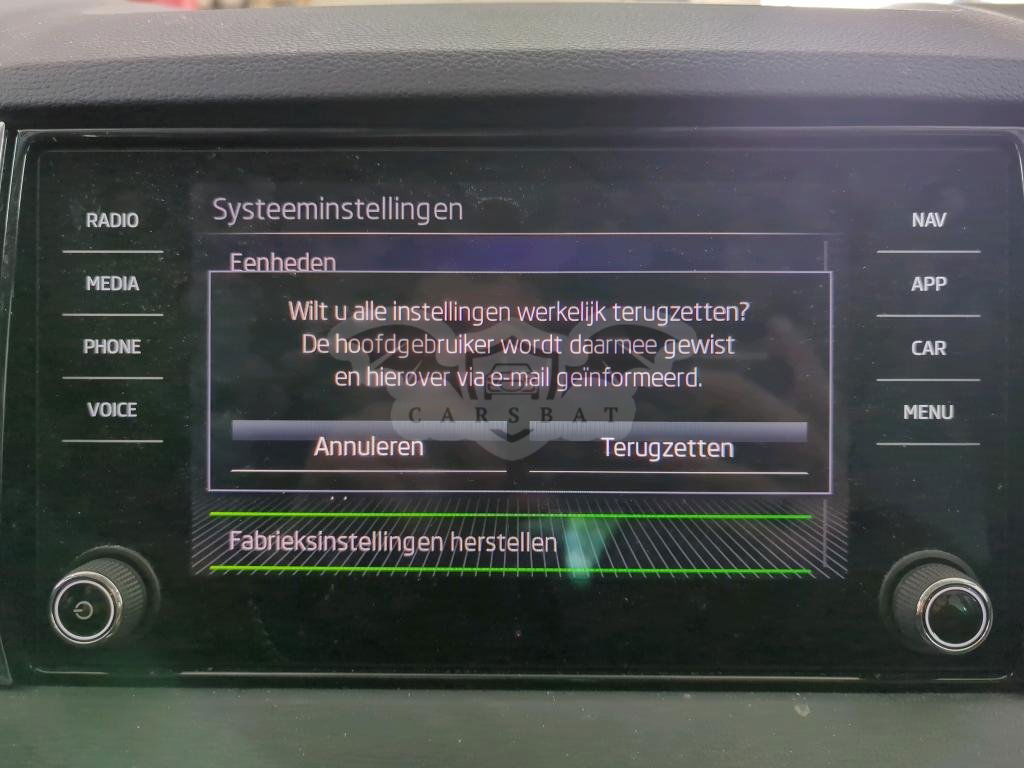 Systeeminstellingen
RADIO
NAV
Eenheden
MEDIA
APP
Wilt u alle instellingen werkelijk terugzetten?
De hoofdgebruiker wordt daarmee gewist
en hierover via e-mail geïnformeerd.
PHONE
CAR
CARSBAT
VOICE
MENU
Annuleren
Terugzetten
Fabrieksinstellingen herstellen